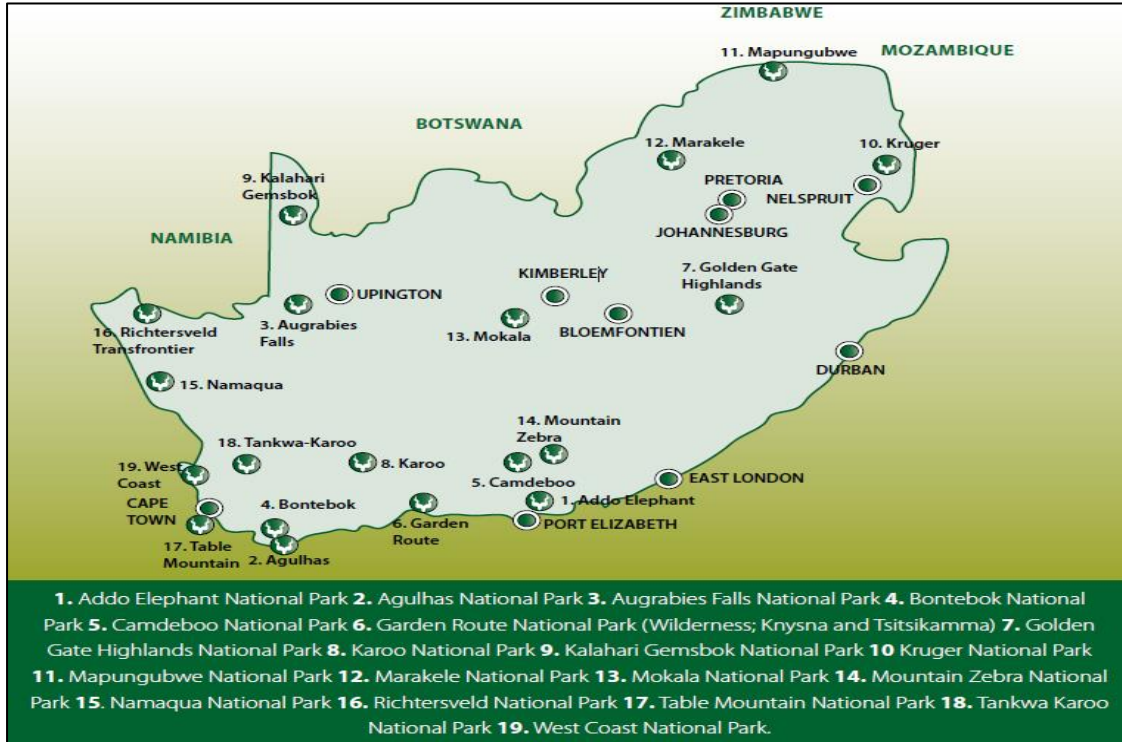 ZIMBABWE
11. Mapungubwe
MOZAMBIQUE
BOTSWANA
12. Marakele
10. Kruger
9. Kalahari
Gemsbok
PRETORIA
NELSPRUIT
JOHANNESBURG
NAMIBIA
KIMBERLEY
7. Golden Gate
Highlands
UPINGTON
3. Augrabies
Falls
13. Mokala
BLOEMFONTIEN
16. Richtersveld
Transfrontier
DURBAN
15. Namaqua
14. Mountain
Zebra
18. Tankwa-Karoo
8. Karoo
19. West
Coast
5. Camdeboo
EAST LONDON
CAPE
TOWN
4. Bontebok
1. Addo Elephant
6. Garden
Route
PORT ELIZABETH
17. Table
Mountain
2. Agulhas
1. Addo Elephant National Park 2. Agulhas National Park 3. Augrabies Falls National Park 4. Bontebok National
Park 5. Camdeboo National Park 6. Garden Route National Park (Wilderness; Knysna and Tsitsikamma) 7. Golden
Gate Highlands National Park 8. Karoo National Park 9. Kalahari Gemsbok National Park 10 Kruger National Park
11. Mapungubwe National Park 12. Marakele National Park 13. Mokala National Park 14. Mountain Zebra National
Park 15. Namaqua National Park 16. Richtersveld National Park 17. Table Mountain National Park 18. Tankwa Karoo
National Park 19. West Coast National Park.